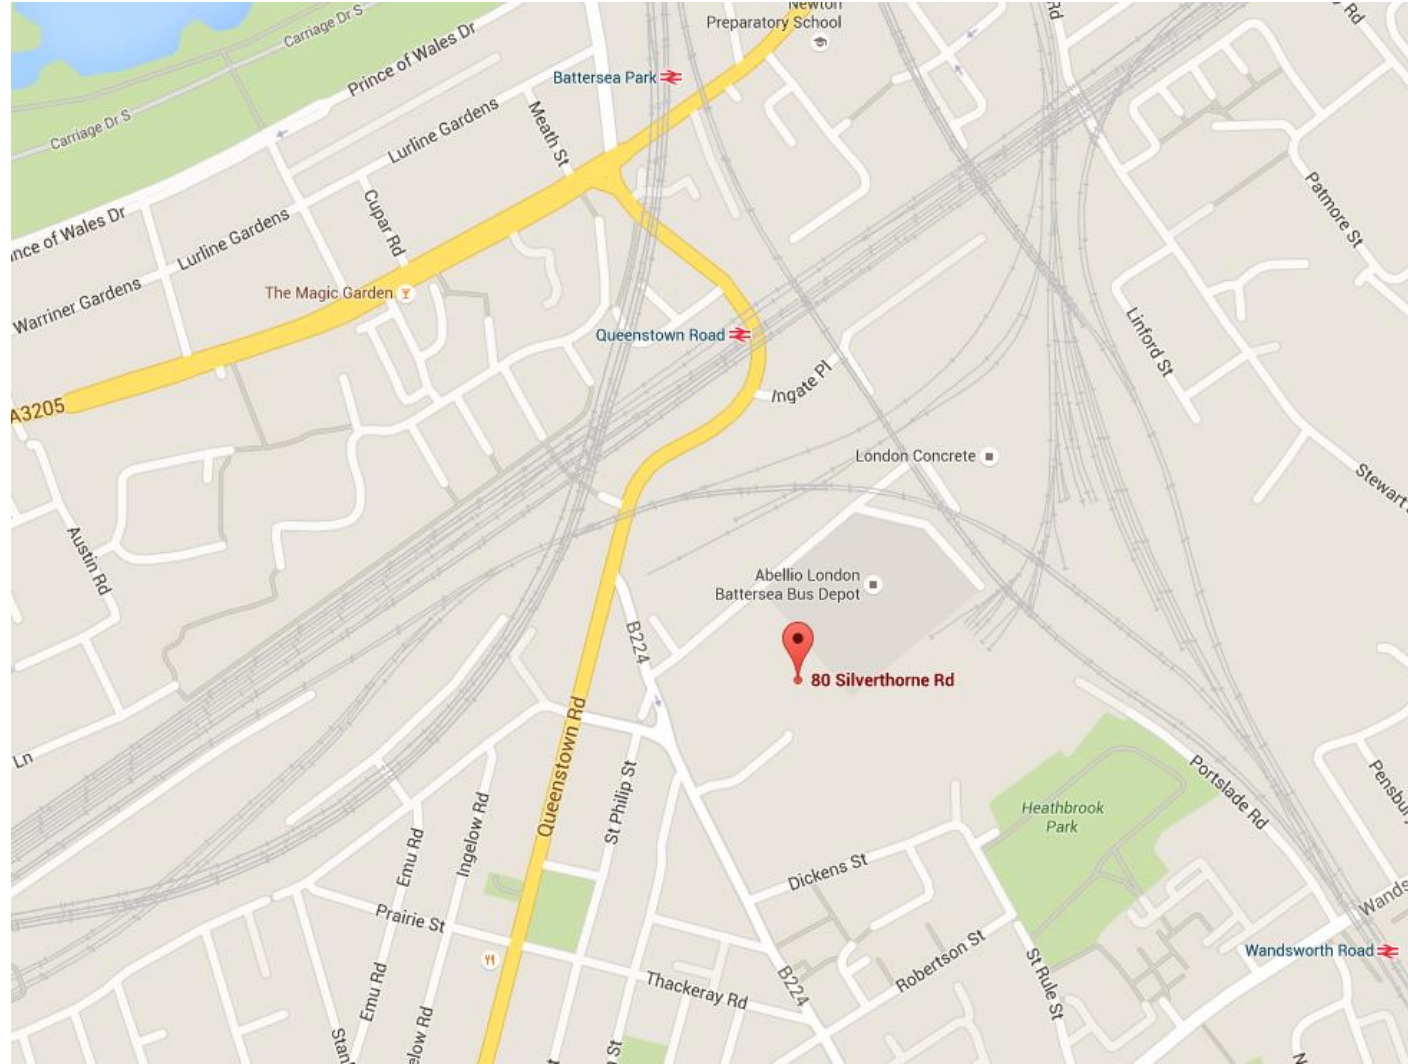 Carriage Dr S
Newton
Preparatory School
Rd
Rd
Prince of Wales Dr
Battersea Park
Carriage Dr S
Lurline Gardens
Meath St
Patmore St
Cupar Rd
nce of Wales Dr
Lurline Gardens
Warriner Gardens
The Magic Garden
Queenstown Road
Linford St
Ingate Pl
A3205
London Concrete
Stewart
Austin Rd
Abellio London
Battersea Bus Depot
B224
80 Silverthorne Rd
Ln
Queenstown Rd
St Philip St
Portslade Rd
Pensbury
Heathbrook
Park
Ingelow Rd
Emu Rd
Dickens St
Prairie St
Wands
Wandsworth Road
Robertson St
St Rule St
Thackeray Rd
B224
Emu Rd
elow Rd
Stan
St